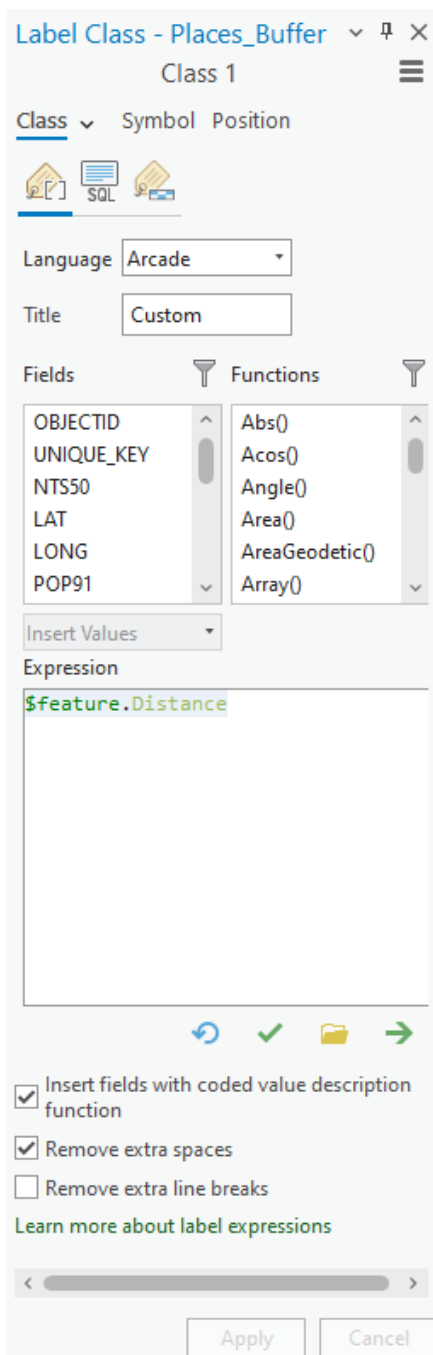 Label Class - Places_Buffer
Class 1
Class Symbol Position
SQL
Language Arcade
Title Custom
Fields Functions
OBJECTID Abs()
UNIQUE_KEY Acos()
NTS50 Angle()
LAT Area()
LONG AreaGeodetic()
POP91 Array()
Insert Values
Expression
$feature.Distance
Insert fields with coded value description
function
Remove extra spaces
Remove extra line breaks
Learn more about label expressions
Apply Cancel